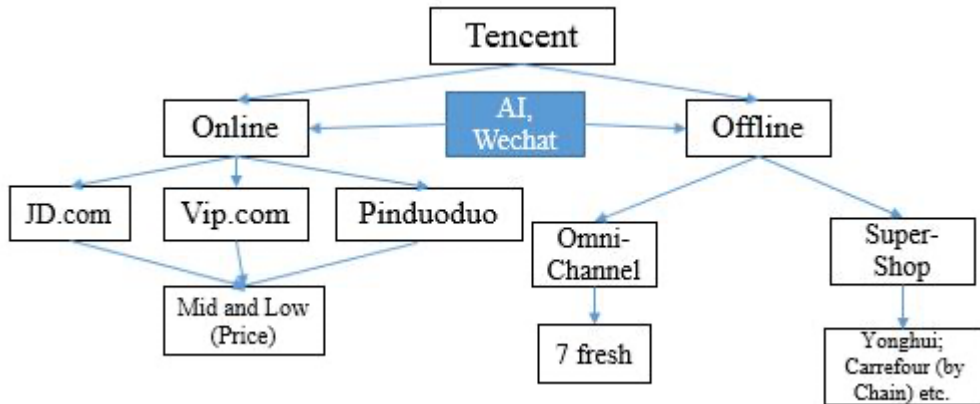 Tencent
AI,
Wechat
Online
Offline
JD.com
Vip.com
Pinduoduo
Omni-
Channel
Super-
Shop
Mid and Low
(Price)
7 fresh
Yonghui;
Carrefour (by
Chain) etc.